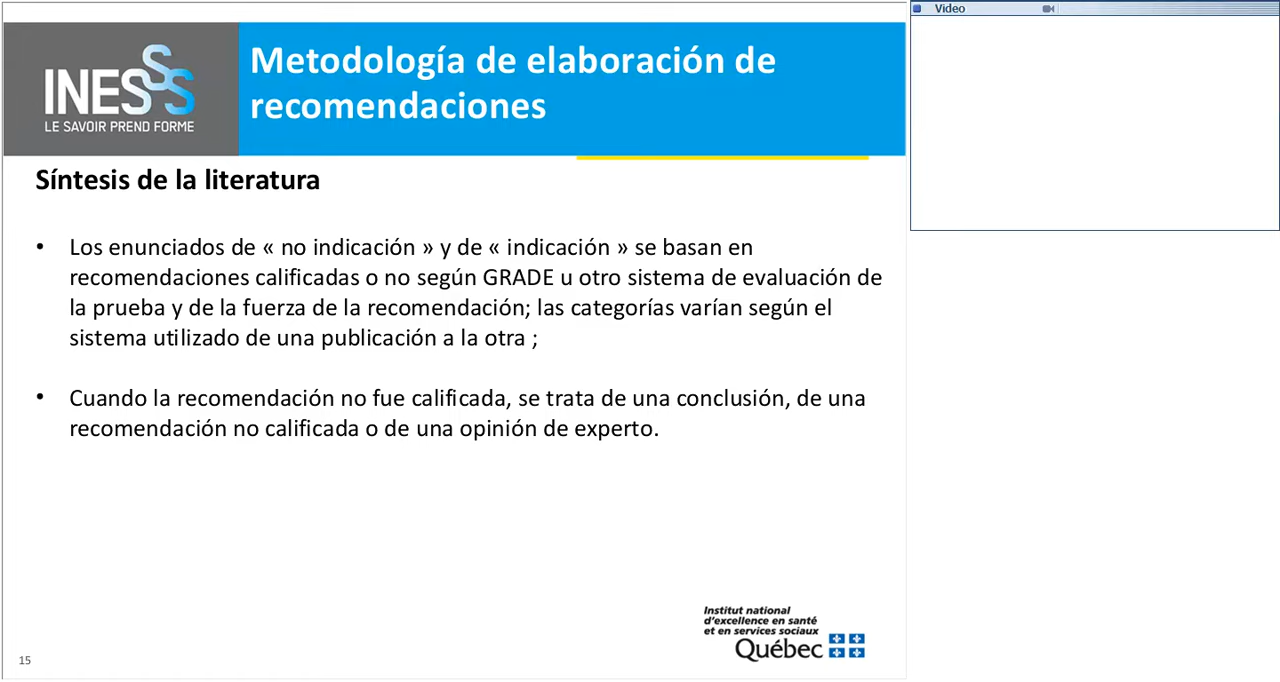 INESSS
LE SAVOIR PREND FORME
Metodología de elaboración de
recomendaciones
Síntesis de la literatura
• Los enunciados de « no indicación » y de « indicación » se basan en
recomendaciones calificadas o no según GRADE u otro sistema de evaluación de
la prueba y de la fuerza de la recomendación; las categorías varían según el
sistema utilizado de una publicación a la otra ;
• Cuando la recomendación no fue calificada, se trata de una conclusión, de una
recomendación no calificada o de una opinión de experto.
Institut national
d'excellence en santé
et en services sociaux
Québec
15
Video